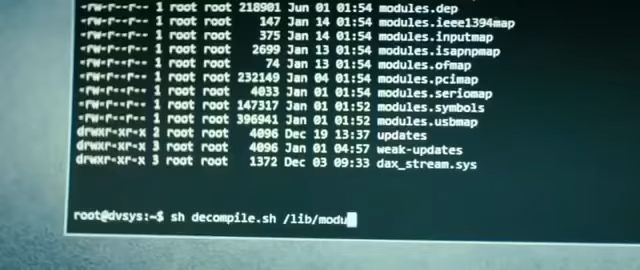 -rw-r--r-- 1 root root 218901 Jun 01 01:54 modules.dep
-rw-r--r-- 1 root root 147 Jan 14 01:54 modules.ieee1394map
-rw-r--r-- 1 root root 375 Jan 14 01:54 modules.inputmap
-rw-r--r-- 1 root root 2699 Jan 13 01:54 modules.isapnpmap
-rw-r--r-- 1 root root 74 Jan 13 01:54 modules.ofmap
-rw-r--r-- 1 root root 232149 Jan 04 01:54 modules.pcimap
-rw-r--r-- 1 root root 4033 Jan 01 01:54 modules.seriomap
-rw-r--r-- 1 root root 147317 Jan 01 01:52 modules.symbols
-rw-r--r-- 1 root root 396941 Jan 01 01:52 modules.usbmap
drwxr-xr-x 2 root root 4096 Dec 19 13:37 updates
drwxr-xr-x 3 root root 4096 Jan 01 04:57 weak-updates
drwxr-xr-x 3 root root 1372 Dec 03 09:33 dax_stream.sys
root@dvsys:~$ sh decompile.sh /lib/modu